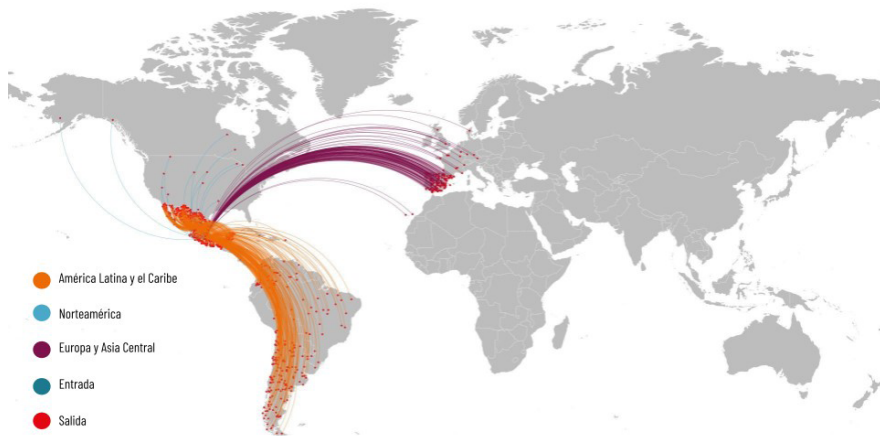 América Latina y el Caribe
Norteamérica
Europa y Asia Central
Entrada
Salida